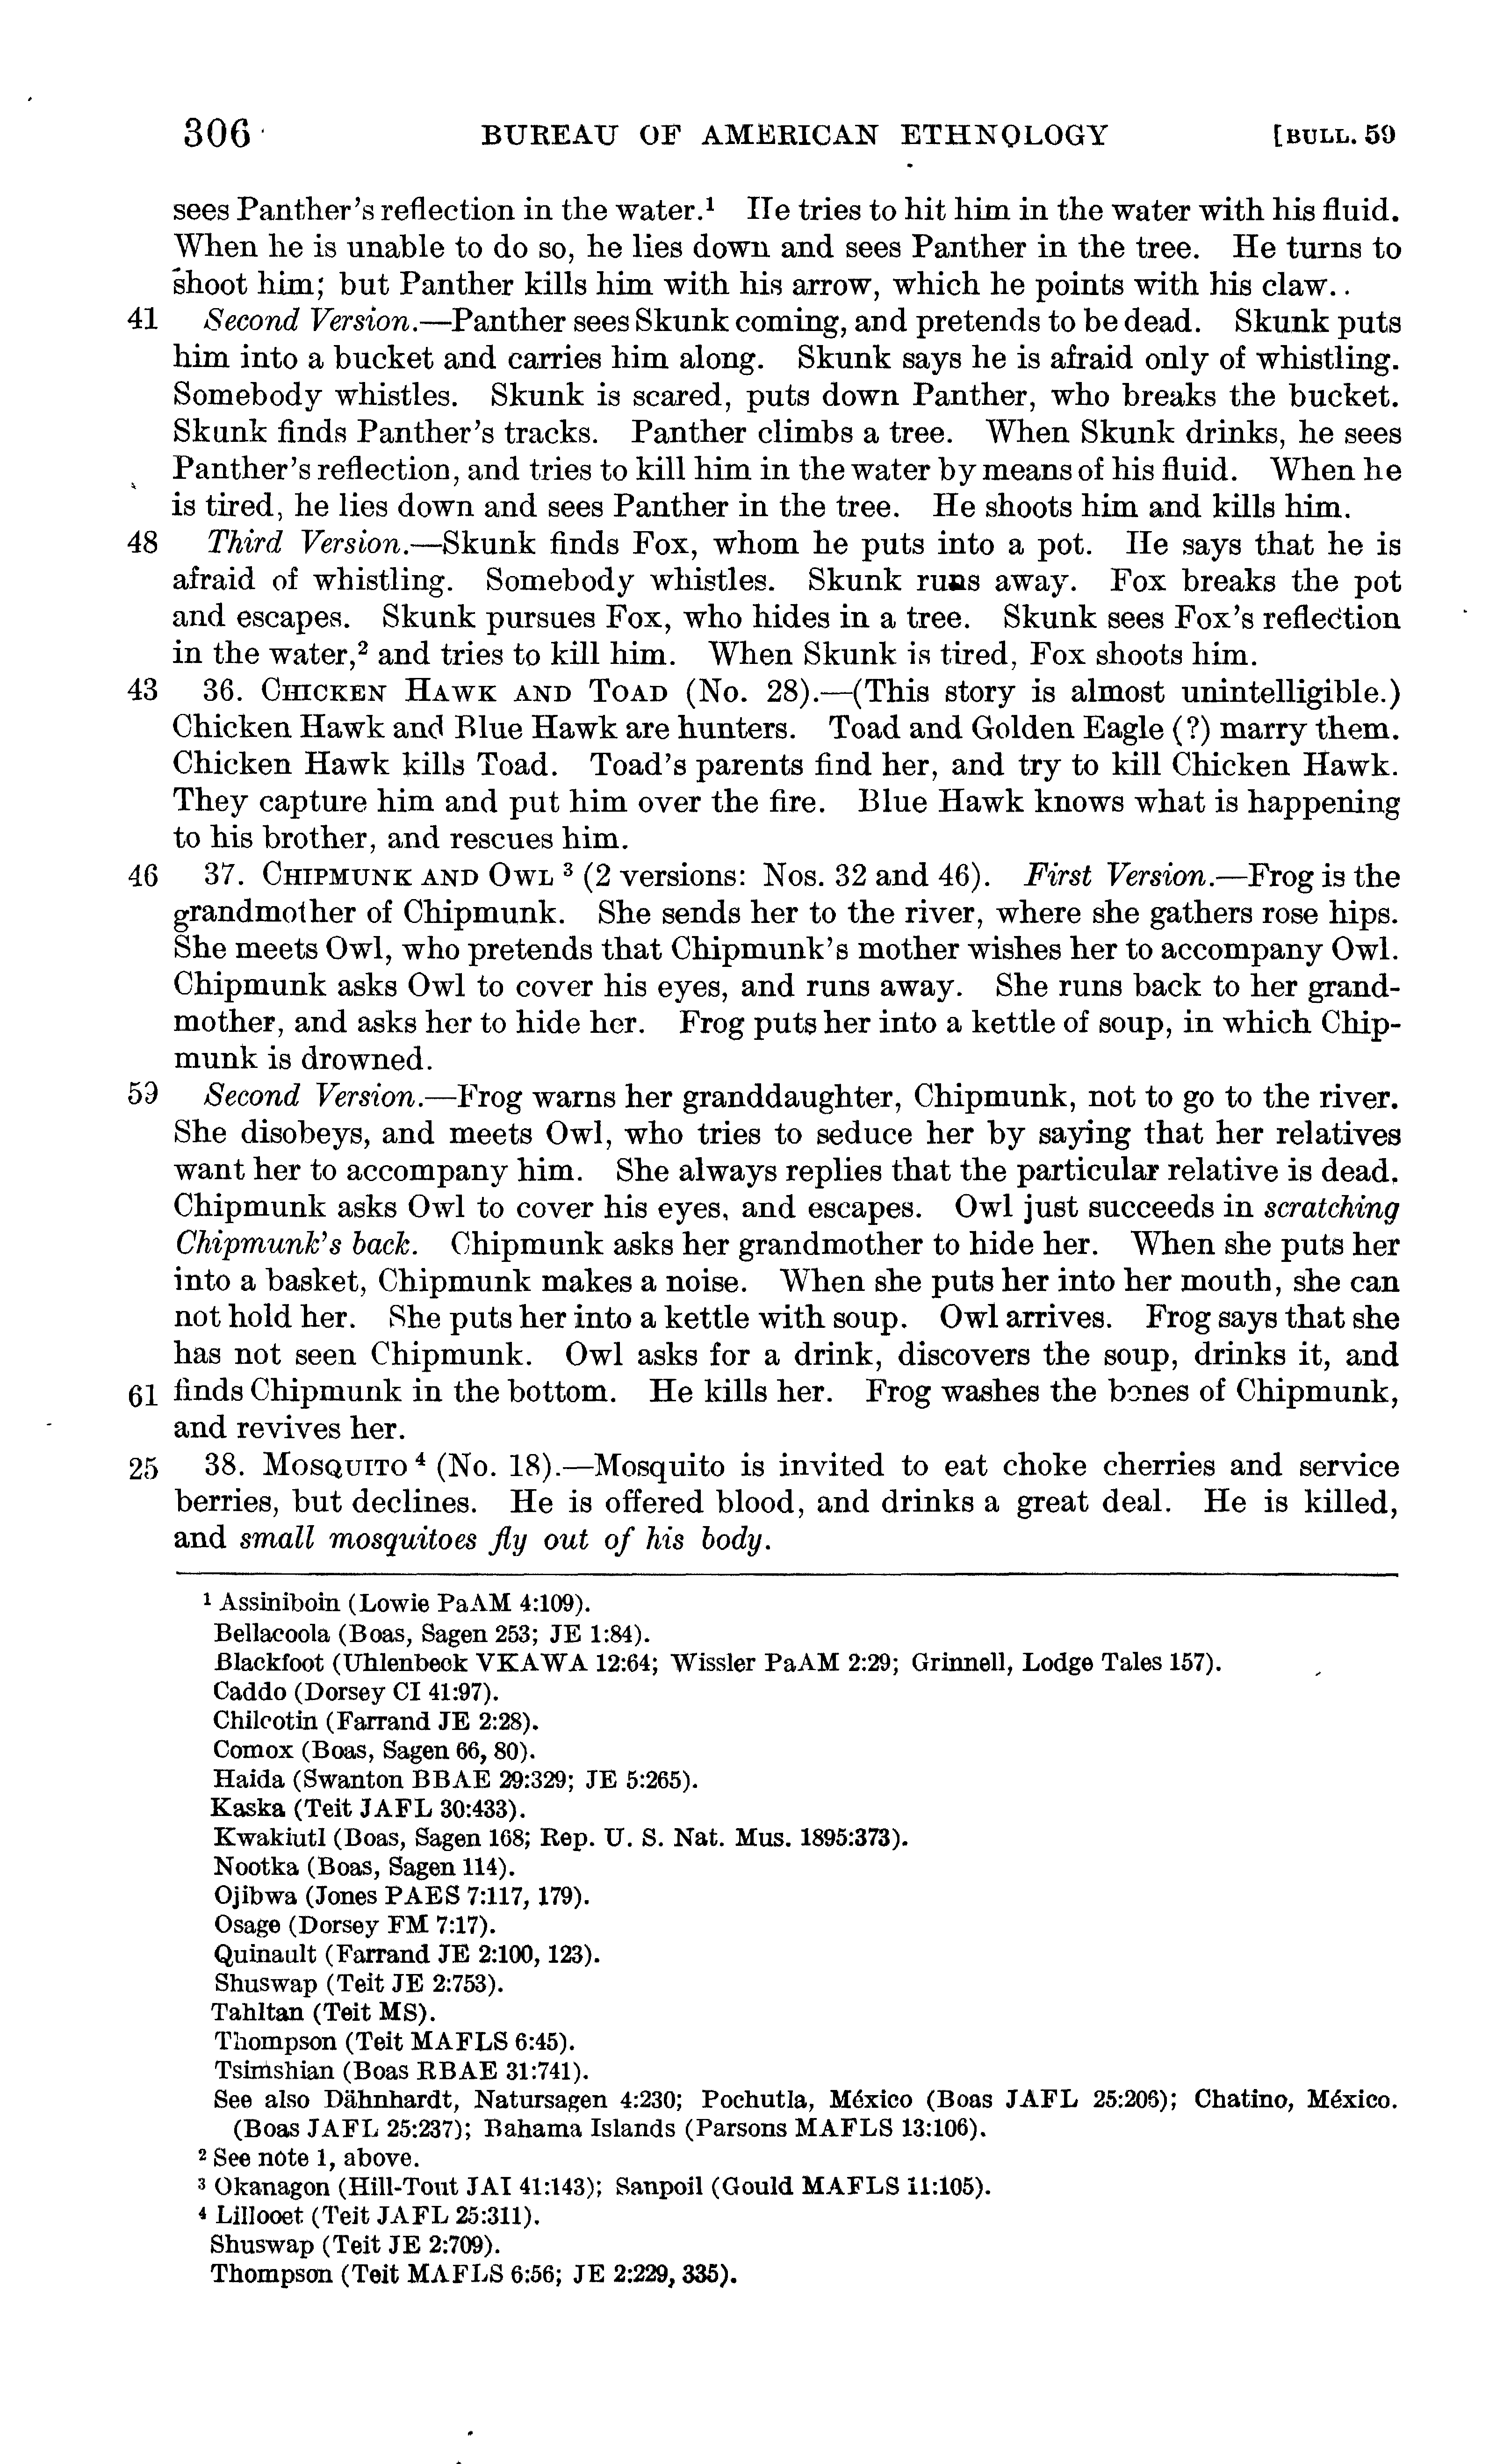 306 BUREAU OF AMERICAN ETHNOLOGY [BULL. 59
sees Panther's reflection in the water.¹ He tries to hit him in the water with his fluid.
When he is unable to do so, he lies down and sees Panther in the tree. He turns to
shoot him; but Panther kills him with his arrow, which he points with his claw..
41 Second Version.—Panther sees Skunk coming, and pretends to be dead. Skunk puts
him into a bucket and carries him along. Skunk says he is afraid only of whistling.
Somebody whistles. Skunk is scared, puts down Panther, who breaks the bucket.
Skunk finds Panther's tracks. Panther climbs a tree. When Skunk drinks, he sees
Panther's reflection, and tries to kill him in the water by means of his fluid. When he
is tired, he lies down and sees Panther in the tree. He shoots him and kills him.
48 Third Version.—Skunk finds Fox, whom he puts into a pot. He says that he is
afraid of whistling. Somebody whistles. Skunk runs away. Fox breaks the pot
and escapes. Skunk pursues Fox, who hides in a tree. Skunk sees Fox's reflection
in the water,² and tries to kill him. When Skunk is tired, Fox shoots him.
43 36. CHICKEN HAWK AND TOAD (No. 28).—(This story is almost unintelligible.)
Chicken Hawk and Blue Hawk are hunters. Toad and Golden Eagle (?) marry them.
Chicken Hawk kills Toad. Toad's parents find her, and try to kill Chicken Hawk.
They capture him and put him over the fire. Blue Hawk knows what is happening
to his brother, and rescues him.
46 37. CHIPMUNK AND OWL ³ (2 versions: Nos. 32 and 46). First Version.—Frog is the
grandmother of Chipmunk. She sends her to the river, where she gathers rose hips.
She meets Owl, who pretends that Chipmunk's mother wishes her to accompany Owl.
Chipmunk asks Owl to cover his eyes, and runs away. She runs back to her grand-
mother, and asks her to hide her. Frog puts her into a kettle of soup, in which Chip-
munk is drowned.
59 Second Version.—Frog warns her granddaughter, Chipmunk, not to go to the river.
She disobeys, and meets Owl, who tries to seduce her by saying that her relatives
want her to accompany him. She always replies that the particular relative is dead.
Chipmunk asks Owl to cover his eyes, and escapes. Owl just succeeds in scratching
Chipmunk's back. Chipmunk asks her grandmother to hide her. When she puts her
into a basket, Chipmunk makes a noise. When she puts her into her mouth, she can
not hold her. She puts her into a kettle with soup. Owl arrives. Frog says that she
has not seen Chipmunk. Owl asks for a drink, discovers the soup, drinks it, and
61 finds Chipmunk in the bottom. He kills her. Frog washes the bones of Chipmunk,
and revives her.
25 38. MOSQUITO ⁴ (No. 18).—Mosquito is invited to eat choke cherries and service
berries, but declines. He is offered blood, and drinks a great deal. He is killed,
and small mosquitoes fly out of his body.
¹ Assiniboin (Lowie PaAM 4:109).
Bellacoola (Boas, Sagen 253; JE 1:84).
Blackfoot (Uhlenbeck VKAWA 12:64; Wissler PaAM 2:29; Grinnell, Lodge Tales 157).
Caddo (Dorsey CI 41:97).
Chilcotin (Farrand JE 2:28).
Comox (Boas, Sagen 66, 80).
Haida (Swanton BBAE 29:329; JE 5:265).
Kaska (Teit JAFL 30:433).
Kwakiutl (Boas, Sagen 168; Rep. U. S. Nat. Mus. 1895:373).
Nootka (Boas, Sagen 114).
Ojibwa (Jones PAES 7:117, 179).
Osage (Dorsey FM 7:17).
Quinault (Farrand JE 2:100, 123).
Shuswap (Teit JE 2:753).
Tahltan (Teit MS).
Thompson (Teit MAFLS 6:45).
Tsimshian (Boas RBAE 31:741).
See also Dähnhardt, Natursagen 4:230; Pochutla, México (Boas JAFL 25:206); Chatino, México.
(Boas JAFL 25:237); Bahama Islands (Parsons MAFLS 13:106).
² See note 1, above.
³ Okanagon (Hill-Tout JAI 41:143); Sanpoil (Gould MAFLS 11:105).
⁴ Lillooet (Teit JAFL 25:311).
Shuswap (Teit JE 2:709).
Thompson (Teit MAFLS 6:56; JE 2:229, 335).